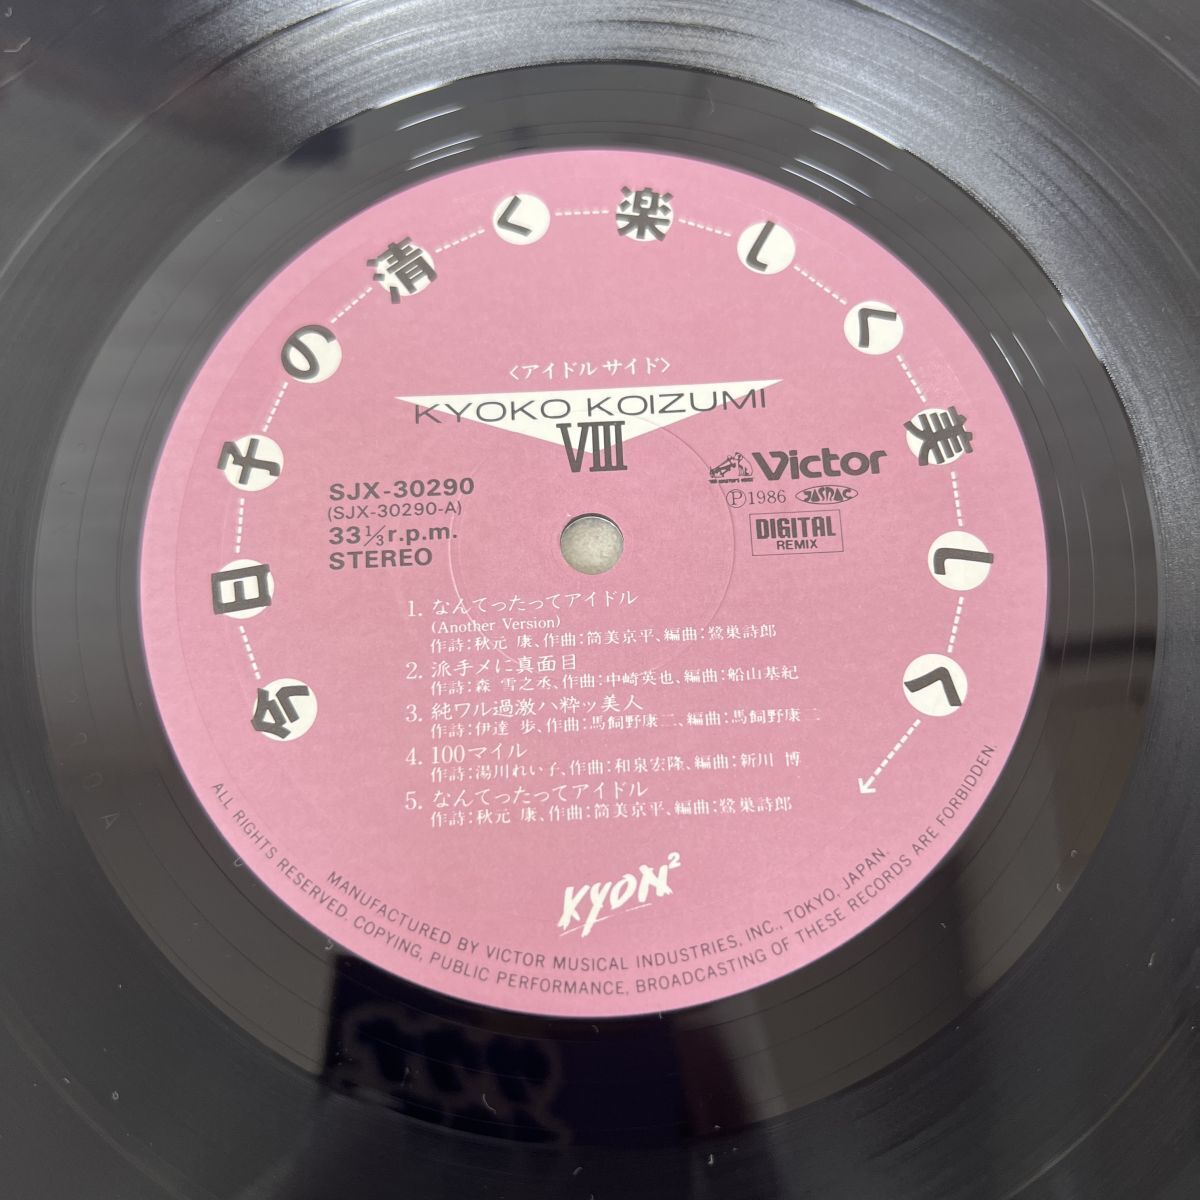 今日子の清く楽しく美しく
〈アイドル サイド〉
KYOKO KOIZUMI
VIII
SJX-30290
(SJX-30290-A)
33 1/3 r.p.m.
STEREO
Victor
Ⓟ1986 JASRAC
DIGITAL
REMIX
1. なんてったってアイドル
(Another Version)
作詩：秋元 康、作曲：筒美京平、編曲：鷺巣詩郎
2. 派手メに真面目
作詩：森 雪之丞、作曲：中崎英也、編曲：船山基紀
3. 純ワル過激ハ粋ッ美人
作詩：伊達 歩、作曲：馬飼野康二、編曲：馬飼野康二
4. 100マイル
作詩：湯川れい子、作曲：和泉宏隆、編曲：新川 博
5. なんてったってアイドル
作詩：秋元 康、作曲：筒美京平、編曲：鷺巣詩郎
KYON²
MANUFACTURED BY VICTOR MUSICAL INDUSTRIES, INC., TOKYO, JAPAN.
ALL RIGHTS RESERVED. COPYING, PUBLIC PERFORMANCE, BROADCASTING OF THESE RECORDS ARE FORBIDDEN.